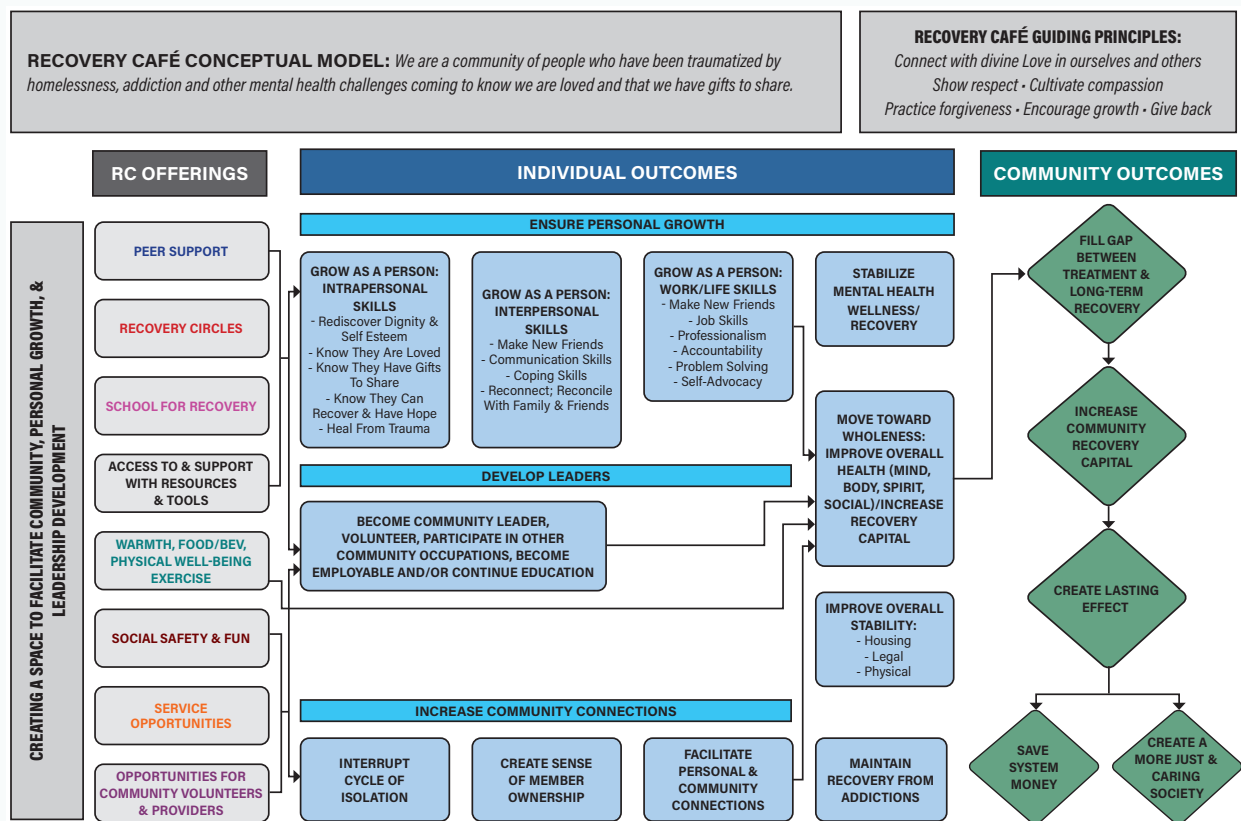 RECOVERY CAFÉ CONCEPTUAL MODEL: We are a community of people who have been traumatized by
homelessness, addiction and other mental health challenges coming to know we are loved and that we have gifts to share.
RECOVERY CAFÉ GUIDING PRINCIPLES:
Connect with divine Love in ourselves and others
Show respect • Cultivate compassion
Practice forgiveness • Encourage growth • Give back
RC OFFERINGS
INDIVIDUAL OUTCOMES
COMMUNITY OUTCOMES
CREATING A SPACE TO FACILITATE COMMUNITY, PERSONAL GROWTH, &
LEADERSHIP DEVELOPMENT
PEER SUPPORT
RECOVERY CIRCLES
SCHOOL FOR RECOVERY
ACCESS TO & SUPPORT
WITH RESOURCES
& TOOLS
WARMTH, FOOD/BEV,
PHYSICAL WELL-BEING
EXERCISE
SOCIAL SAFETY & FUN
SERVICE
OPPORTUNITIES
OPPORTUNITIES FOR
COMMUNITY VOLUNTEERS
& PROVIDERS
ENSURE PERSONAL GROWTH
GROW AS A PERSON:
INTRAPERSONAL
SKILLS
- Rediscover Dignity &
Self Esteem
- Know They Are Loved
- Know They Have Gifts
To Share
- Know They Can
Recover & Have Hope
- Heal From Trauma
GROW AS A PERSON:
INTERPERSONAL
SKILLS
- Make New Friends
- Communication Skills
- Coping Skills
- Reconnect; Reconcile
With Family & Friends
GROW AS A PERSON:
WORK/LIFE SKILLS
- Make New Friends
- Job Skills
- Professionalism
- Accountability
- Problem Solving
- Self-Advocacy
STABILIZE
MENTAL HEALTH
WELLNESS/
RECOVERY
MOVE TOWARD
WHOLENESS:
IMPROVE OVERALL
HEALTH (MIND,
BODY, SPIRIT,
SOCIAL)/INCREASE
RECOVERY
CAPITAL
DEVELOP LEADERS
BECOME COMMUNITY LEADER,
VOLUNTEER, PARTICIPATE IN OTHER
COMMUNITY OCCUPATIONS, BECOME
EMPLOYABLE AND/OR CONTINUE EDUCATION
IMPROVE OVERALL
STABILITY:
- Housing
- Legal
- Physical
INCREASE COMMUNITY CONNECTIONS
INTERRUPT
CYCLE OF
ISOLATION
CREATE SENSE
OF MEMBER
OWNERSHIP
FACILITATE
PERSONAL &
COMMUNITY
CONNECTIONS
MAINTAIN
RECOVERY FROM
ADDICTIONS
FILL GAP
BETWEEN
TREATMENT &
LONG-TERM
RECOVERY
INCREASE
COMMUNITY
RECOVERY
CAPITAL
CREATE LASTING
EFFECT
SAVE
SYSTEM
MONEY
CREATE A
MORE JUST &
CARING
SOCIETY